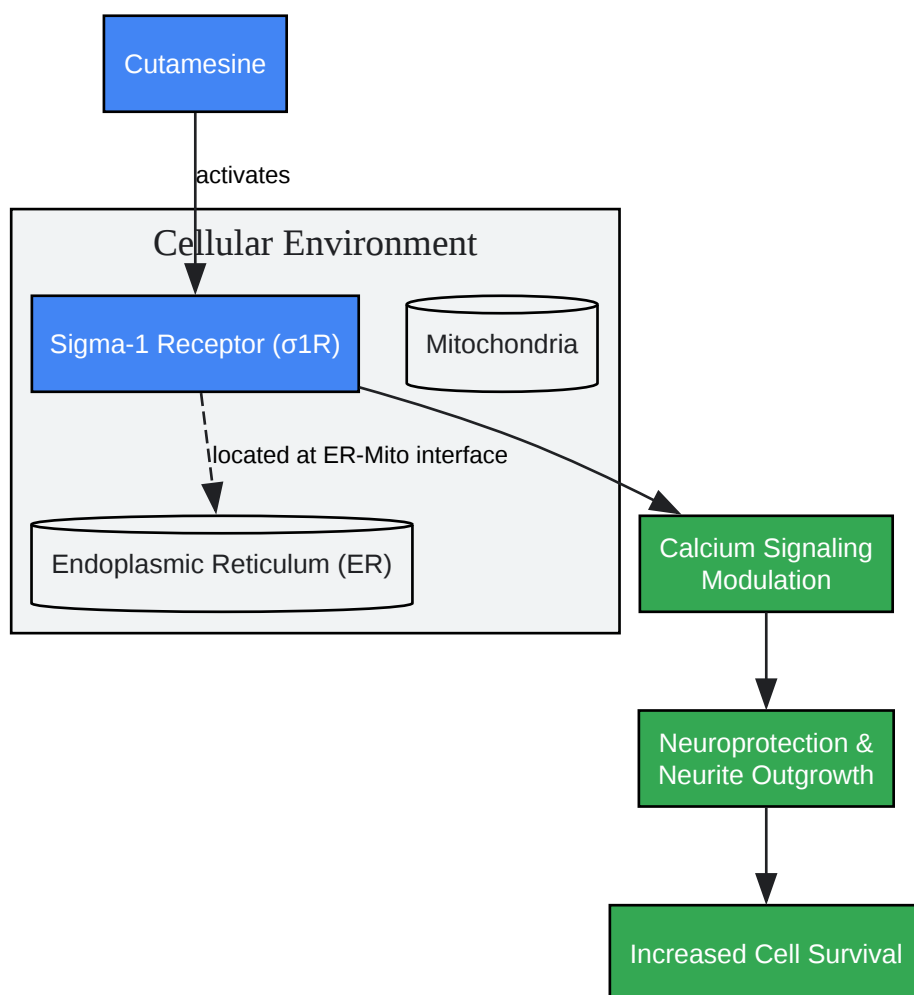 Cutamesine
activates
Cellular Environment
Sigma-1 Receptor (σ1R)
Mitochondria
located at ER-Mito interface
Endoplasmic Reticulum (ER)
Calcium Signaling
Modulation
Neuroprotection &
Neurite Outgrowth
Increased Cell Survival